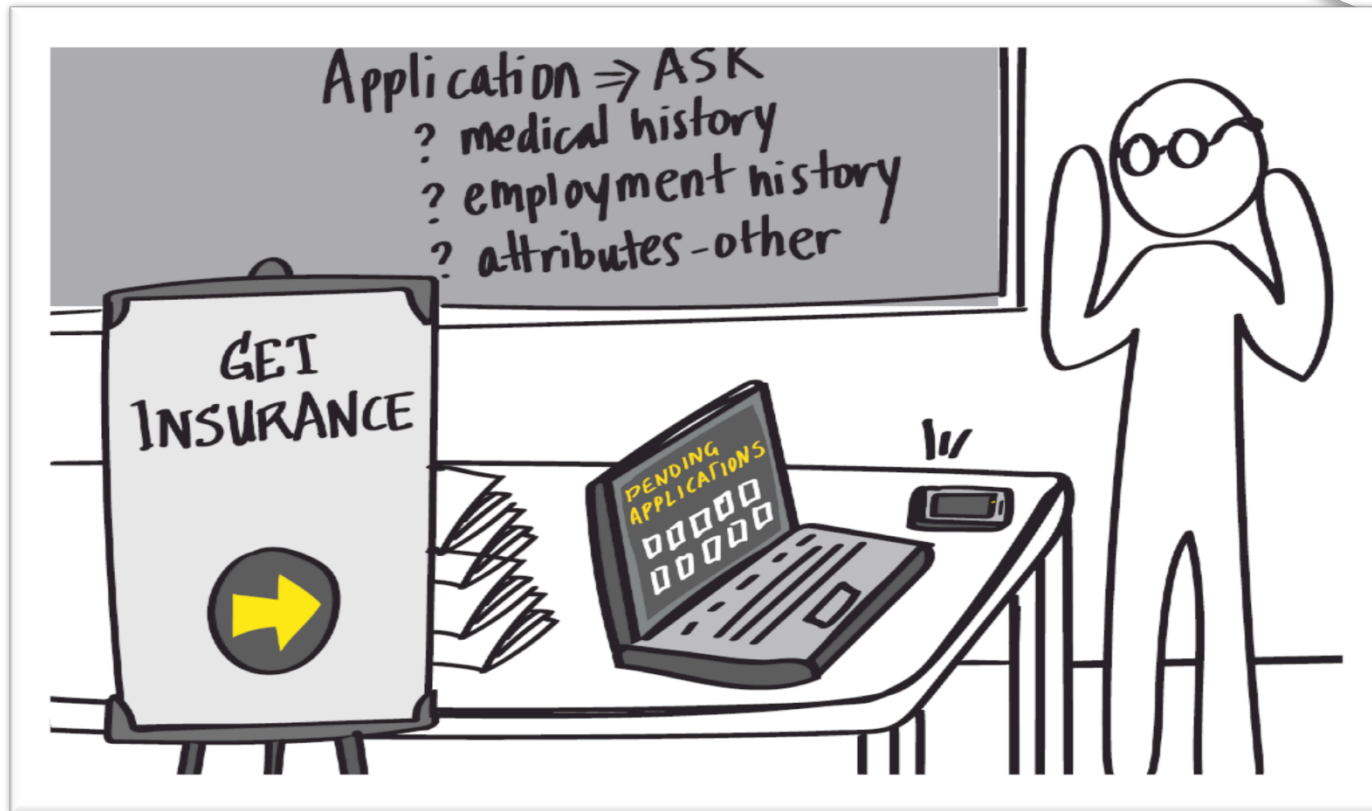 Application ⇒ ASK
? medical history
? employment history
? attributes-other
GET
INSURANCE
PENDING
APPLICATIONS